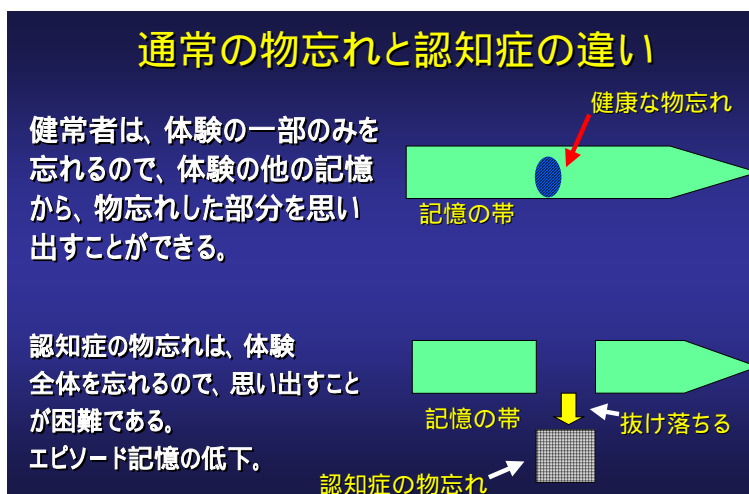 通常の物忘れと認知症の違い
健康な物忘れ
健常者は、体験の一部のみを
忘れるので、体験の他の記憶
から、物忘れした部分を思い
出すことができる。
記憶の帯
認知症の物忘れは、体験
全体を忘れるので、思い出すこと
が困難である。
エピソード記憶の低下。
記憶の帯
抜け落ちる
認知症の物忘れ